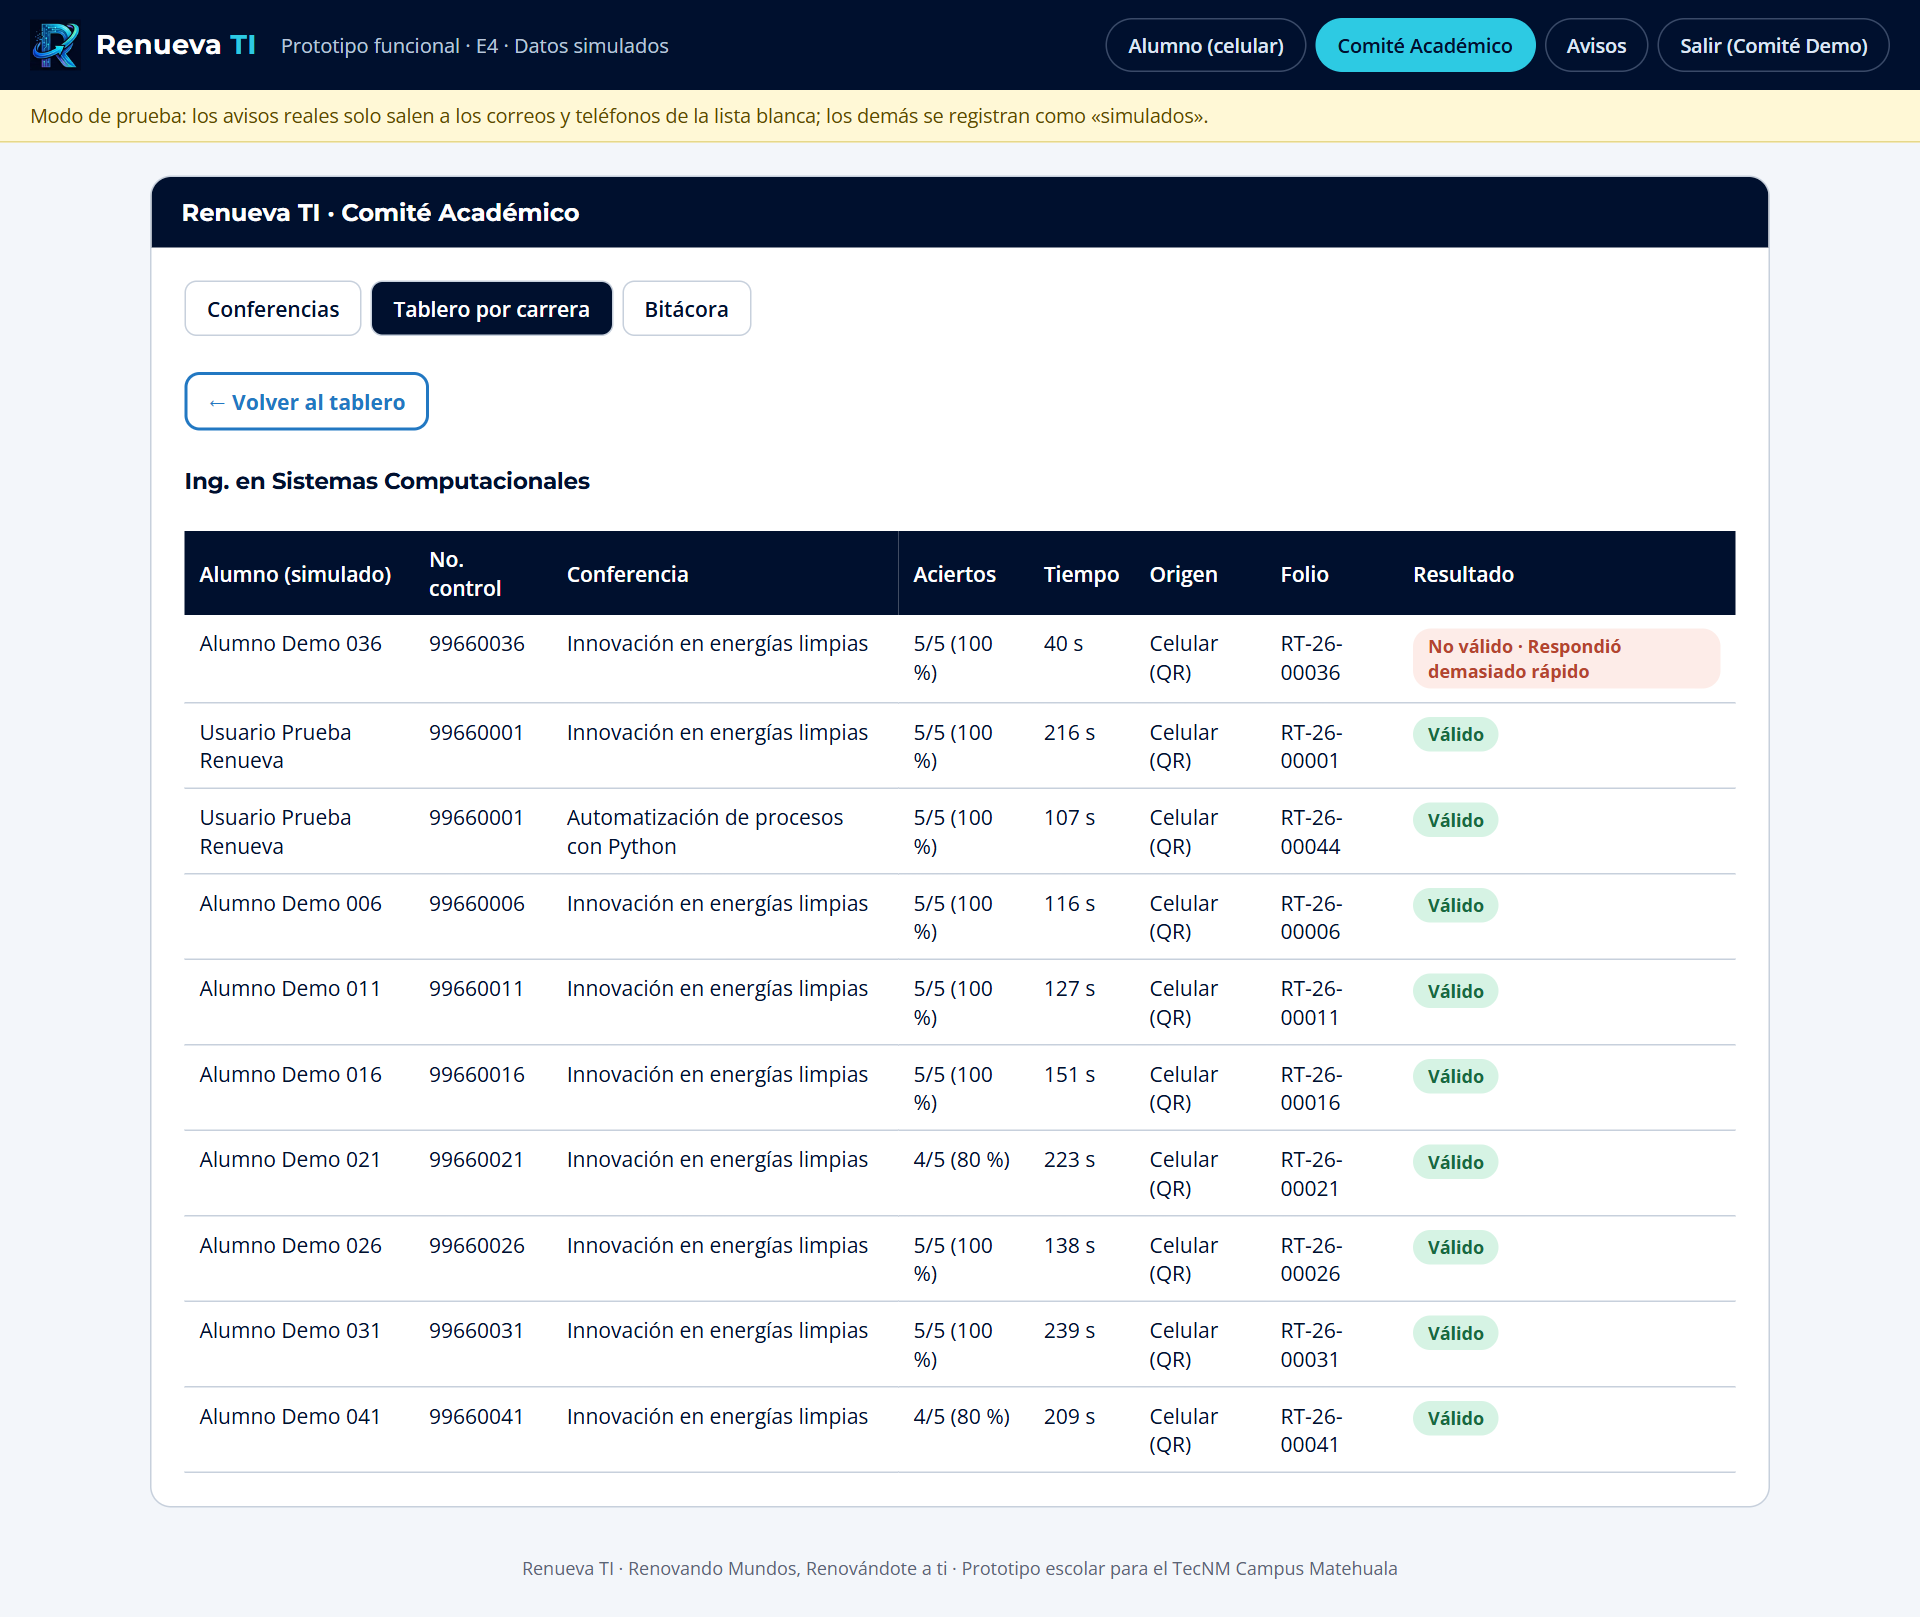 Renueva TI
Prototipo funcional · E4 · Datos simulados
Alumno (celular)
Comité Académico
Avisos
Salir (Comité Demo)
Modo de prueba: los avisos reales solo salen a los correos y teléfonos de la lista blanca; los demás se registran como «simulados».
Renueva TI · Comité Académico
Conferencias
Tablero por carrera
Bitácora
← Volver al tablero
Ing. en Sistemas Computacionales
Alumno (simulado)
No.
control
Conferencia
Aciertos
Tiempo
Origen
Folio
Resultado
Alumno Demo 036 99660036 Innovación en energías limpias 5/5 (100 40 s Celular RT-26- No válido · Respondió
%) (QR) 00036 demasiado rápido
Usuario Prueba 99660001 Innovación en energías limpias 5/5 (100 216 s Celular RT-26- Válido
Renueva %) (QR) 00001
Usuario Prueba 99660001 Automatización de procesos 5/5 (100 107 s Celular RT-26- Válido
Renueva con Python %) (QR) 00044
Alumno Demo 006 99660006 Innovación en energías limpias 5/5 (100 116 s Celular RT-26- Válido
%) (QR) 00006
Alumno Demo 011 99660011 Innovación en energías limpias 5/5 (100 127 s Celular RT-26- Válido
%) (QR) 00011
Alumno Demo 016 99660016 Innovación en energías limpias 5/5 (100 151 s Celular RT-26- Válido
%) (QR) 00016
Alumno Demo 021 99660021 Innovación en energías limpias 4/5 (80 %) 223 s Celular RT-26- Válido
(QR) 00021
Alumno Demo 026 99660026 Innovación en energías limpias 5/5 (100 138 s Celular RT-26- Válido
%) (QR) 00026
Alumno Demo 031 99660031 Innovación en energías limpias 5/5 (100 239 s Celular RT-26- Válido
%) (QR) 00031
Alumno Demo 041 99660041 Innovación en energías limpias 4/5 (80 %) 209 s Celular RT-26- Válido
(QR) 00041
Renueva TI · Renovando Mundos, Renovándote a ti · Prototipo escolar para el TecNM Campus Matehuala